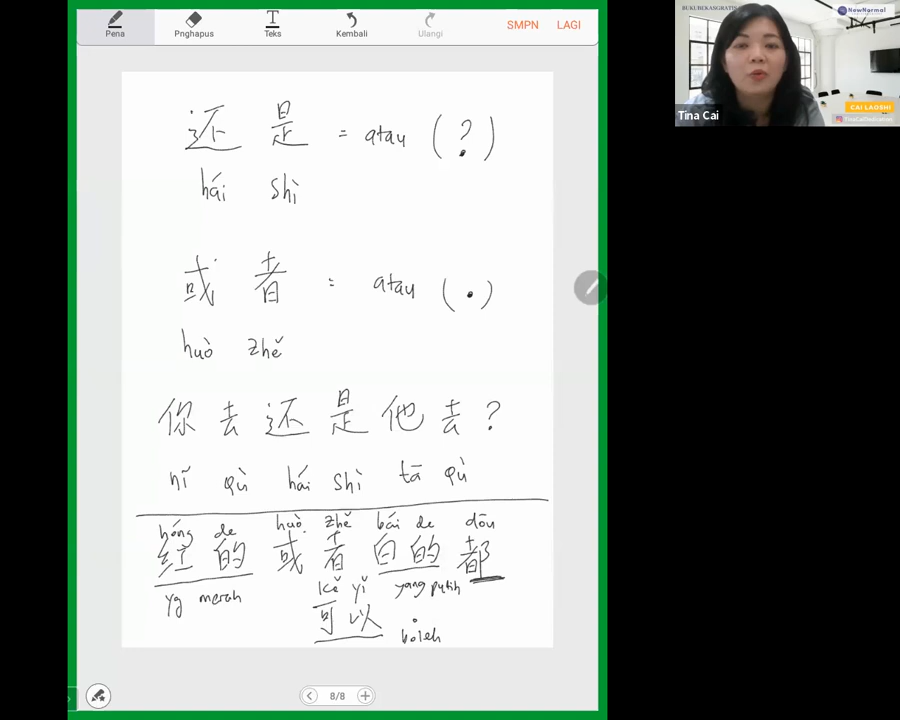 Pena Pnghapus Teks Kembali Ulangi SMPN LAGI
还是 = atau (?)
hái shì
或者 = atau (.)
huò zhě
你去还是他去?
nǐ qù hái shì tā qù
hóng de huò zhě bái de dōu
红的或者白的都
yg merah kě yǐ yang putih
可以 boleh
8/8
BUKUBEKASGRATIS
NewNormal
CAI LAOSHI
Tina Cai